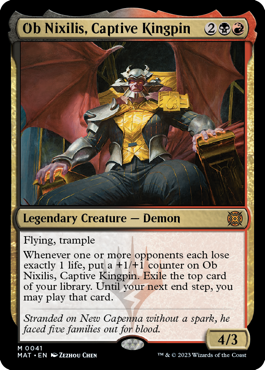 Ob Nixilis, Captive Kingpin 2
Legendary Creature — Demon
Flying, trample
Whenever one or more opponents each lose
exactly 1 life, put a +1/+1 counter on Ob
Nixilis, Captive Kingpin. Exile the top card
of your library. Until your next end step, you
may play that card.
Stranded on New Capenna without a spark, he
faced five families out for blood.
4/3
M 0041
MAT • EN ZEZHOU CHEN
™ & © 2023 Wizards of the Coast